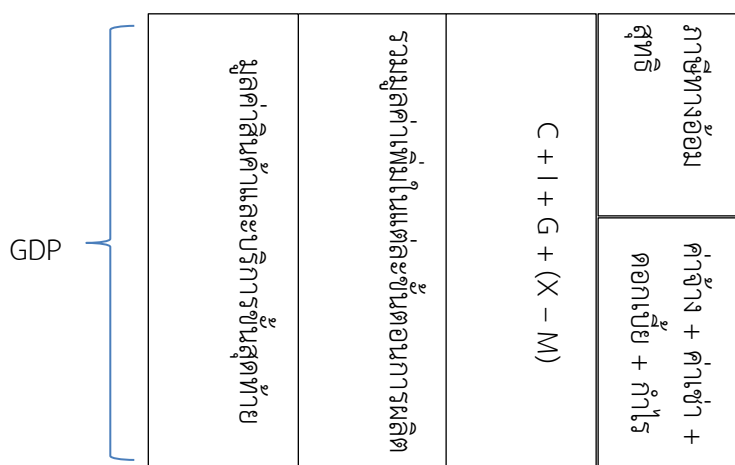 GDP
มูลค่าสินค้าและบริการขั้นสุดท้าย
รวมมูลค่าเพิ่มในแต่ละขั้นตอนการผลิต
C + I + G + (X – M)
ภาษีทางอ้อม
สุทธิ
ค่าจ้าง + ค่าเช่า +
ดอกเบี้ย + กำไร